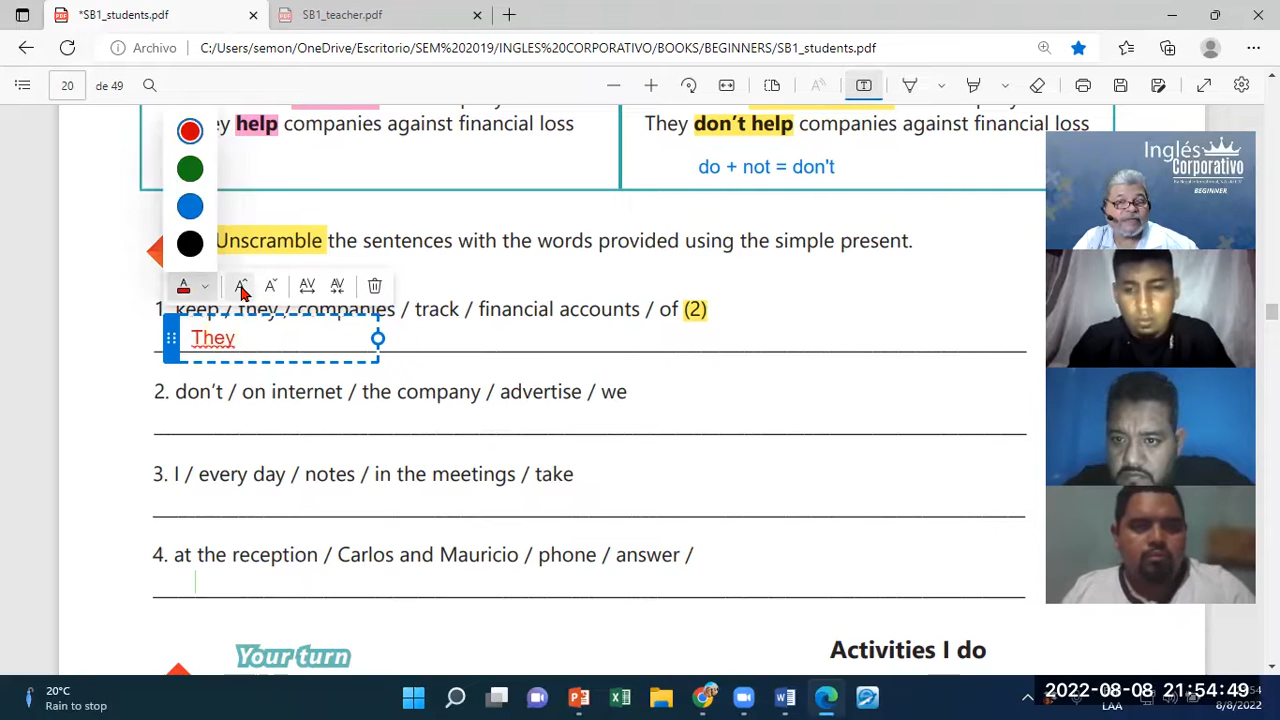 *SB1_students.pdf
SB1_teacher.pdf
Archivo
C:/Users/semon/OneDrive/Escritorio/SEM%202019/INGLES%20CORPORATIVO/BOOKS/BEGINNERS/SB1_students.pdf
20
de 49
help companies against financial loss
They don't help companies against financial loss
do + not = don't
Unscramble the sentences with the words provided using the simple present.
1. keep / they / companies / track / financial accounts / of (2)
They
2. don't / on internet / the company / advertise / we
3. I / every day / notes / in the meetings / take
4. at the reception / Carlos and Mauricio / phone / answer /
Your turn
Activities I do
Inglés
Corporativo
BEGINNER
20°C
Rain to stop
LAA
2022-08-08 21:54:49
8/8/2022